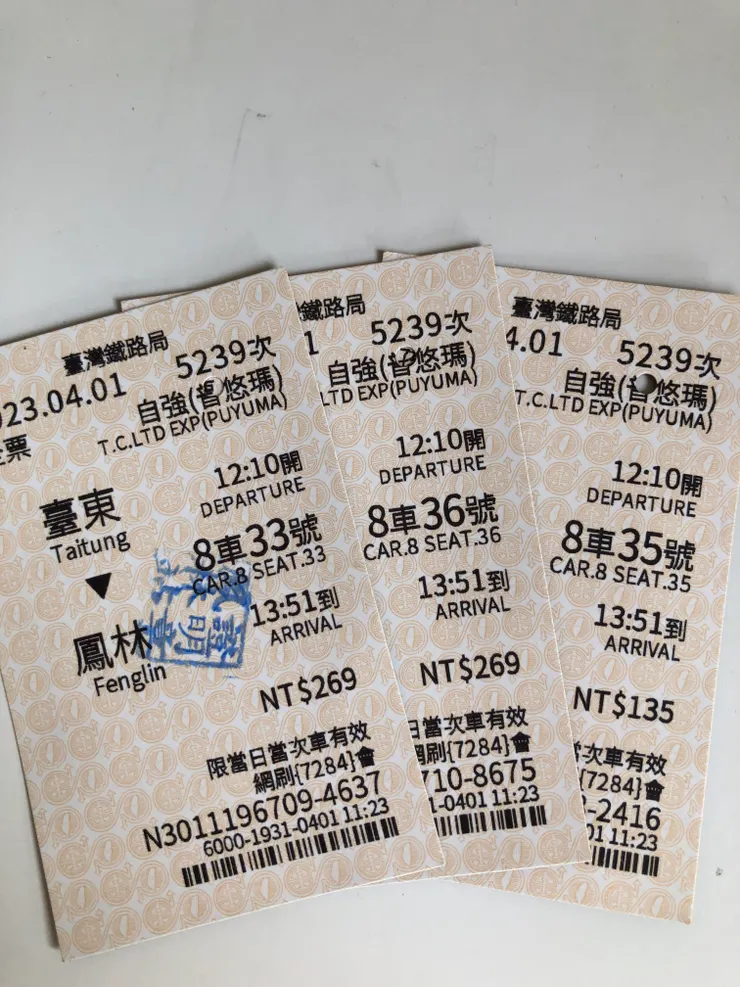 臺灣鐵路局
023.04.01 5239次
全票 自強(普悠瑪)
T.C.LTD EXP(PUYUMA)
12:10開
臺東 DEPARTURE
Taitung 8車33號
CAR.8 SEAT.33
13:51到
鳳林 ARRIVAL
Fenglin
NT$269
證明
限當日當次車有效
網刷{7284}會
N3011196709-4637
6000-1931-0401 11:23
鐵路局
1 5239次
自強(普悠瑪)
LTD EXP(PUYUMA)
12:10開
DEPARTURE
8車36號
CAR.8 SEAT.36
13:51到
ARRIVAL
NT$269
日當次車有效
網刷{7284}會
710-8675
1-0401 11:23
臺灣鐵路局
4.01 5239次
自強(普悠瑪)
T.C.LTD EXP(PUYUMA)
12:10開
DEPARTURE
8車35號
CAR.8 SEAT.35
13:51到
ARRIVAL
NT$135
次車有效
{7284}會
-2416
01 11:23